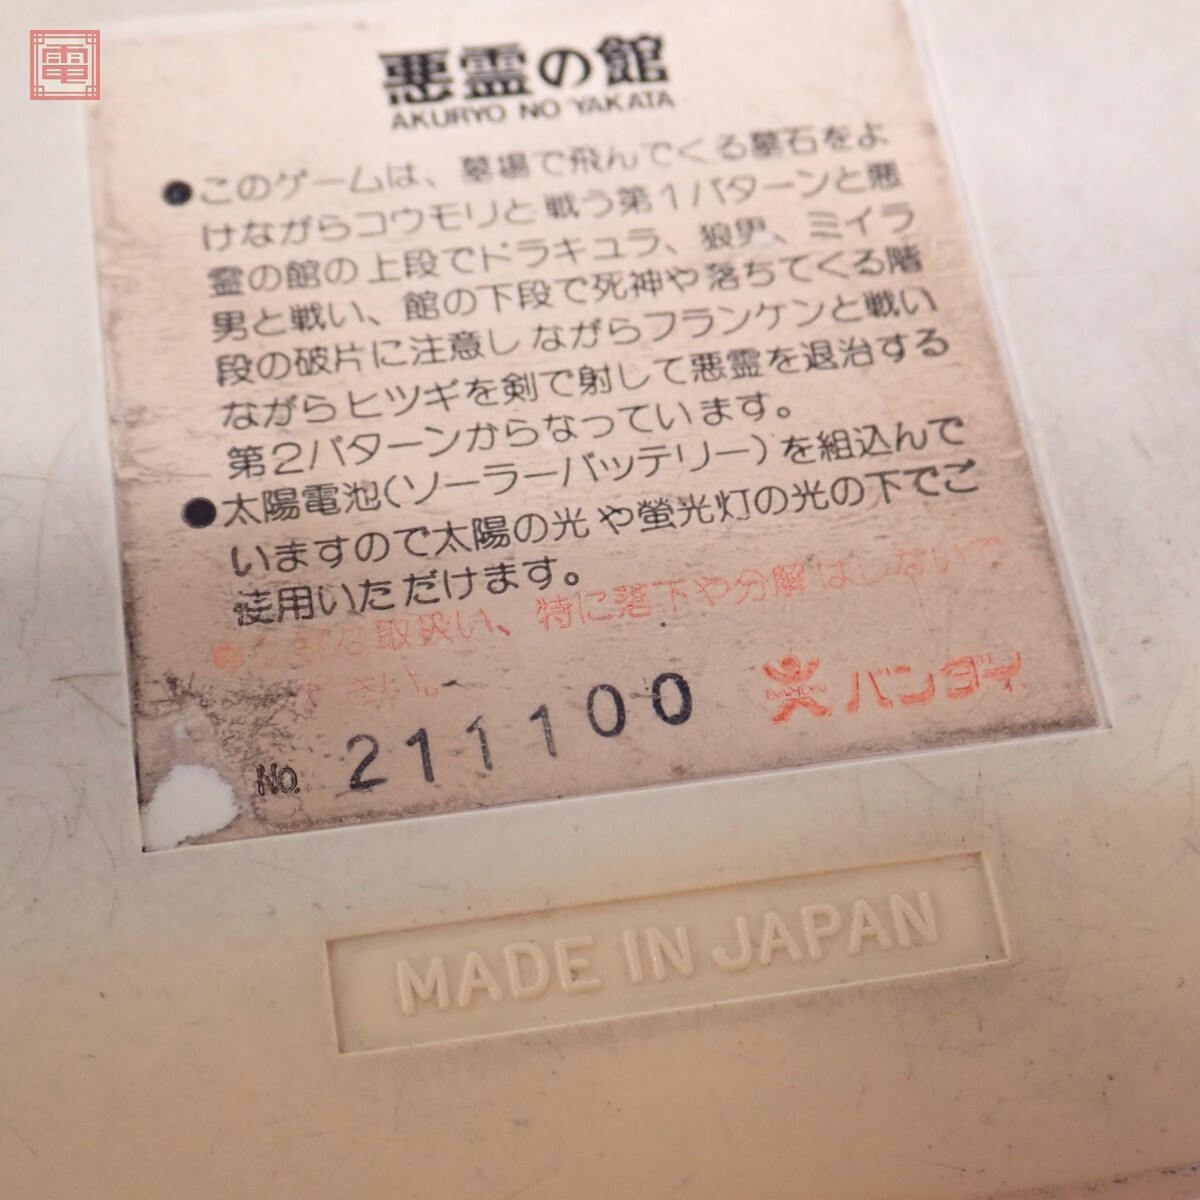 電
悪霊の館
AKURYO NO YAKATA
●このゲームは、墓場で飛んでくる墓石をよ
けながらコウモリと戦う第1パターンと悪
霊の館の上段でドラキュラ、狼男、ミイラ
男と戦い、館の下段で死神や落ちてくる階
段の破片に注意しながらフランケンと戦い
ながらヒツギを剣で射して悪霊を退治する
第2パターンからなっています。
●太陽電池(ソーラーバッテリー)を組込んで
いますので太陽の光や螢光灯の光の下でご
使用いただけます。
取扱い、特に落下や分解はしないで
No. 211100
BANDAI バンダイ
MADE IN JAPAN